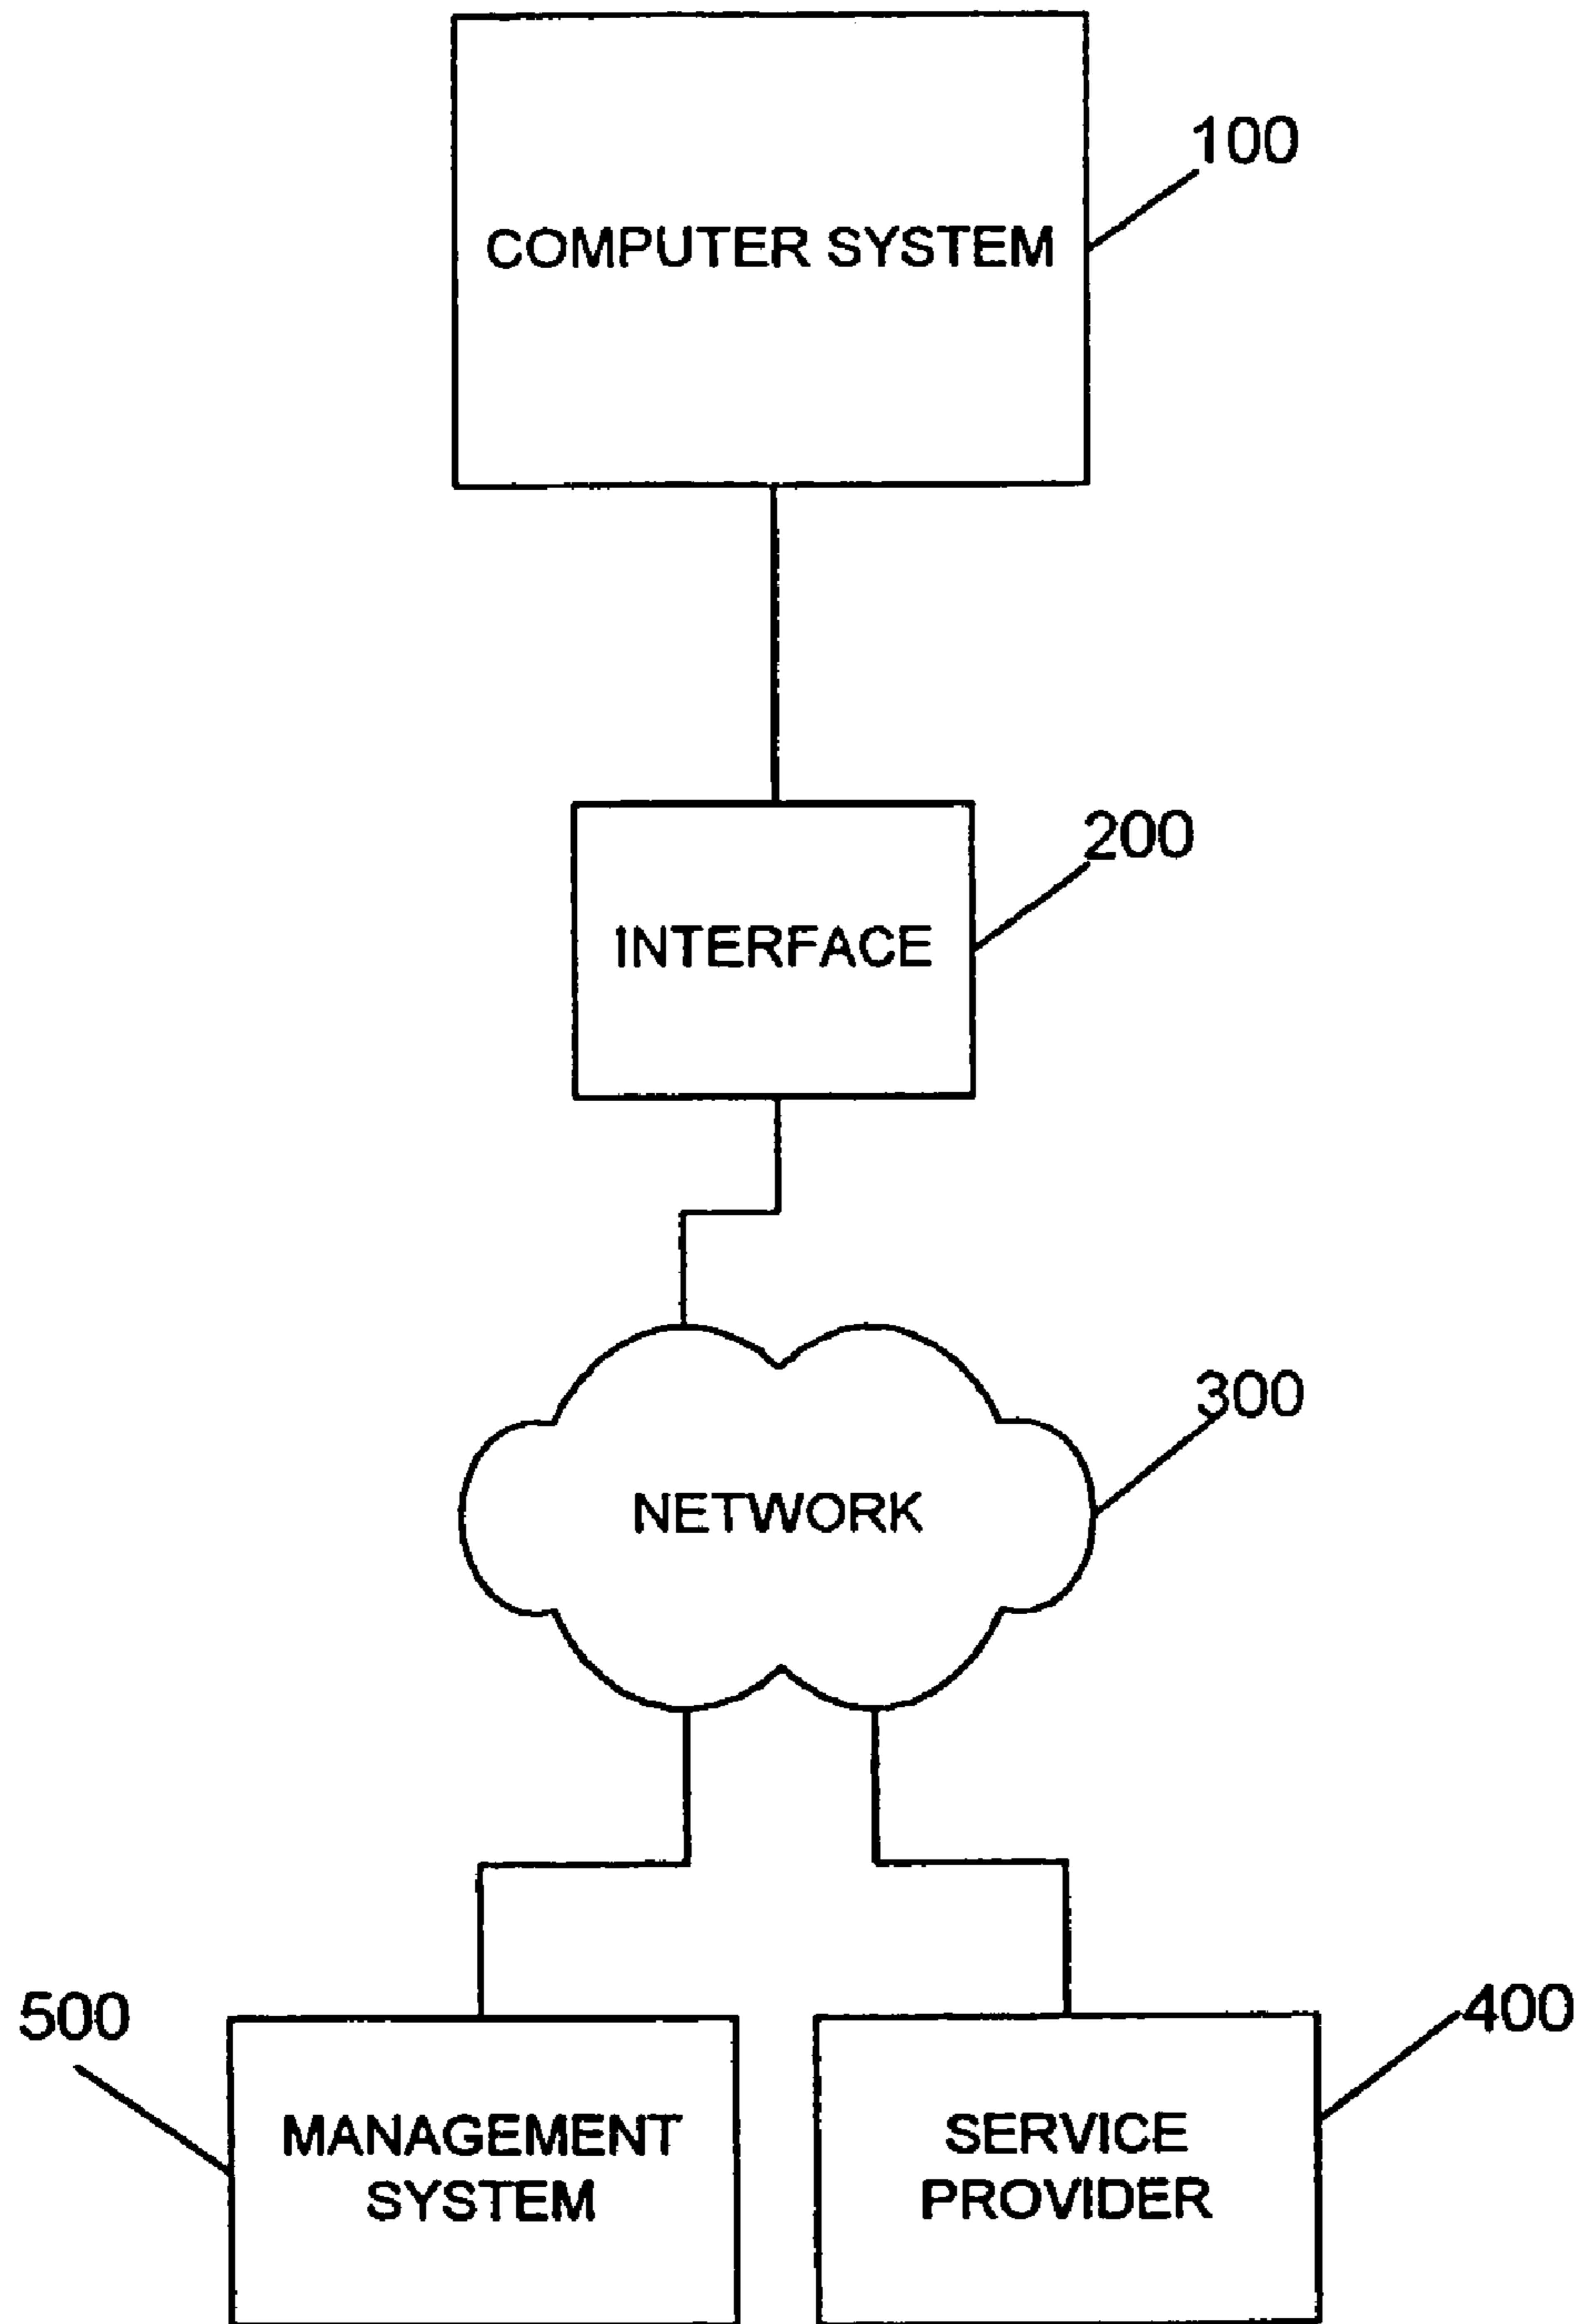 100
COMPUTER SYSTEM
200
INTERFACE
300
NETWORK
500
400
MANAGEMENT
SYSTEM
SERVICE
PROVIDER